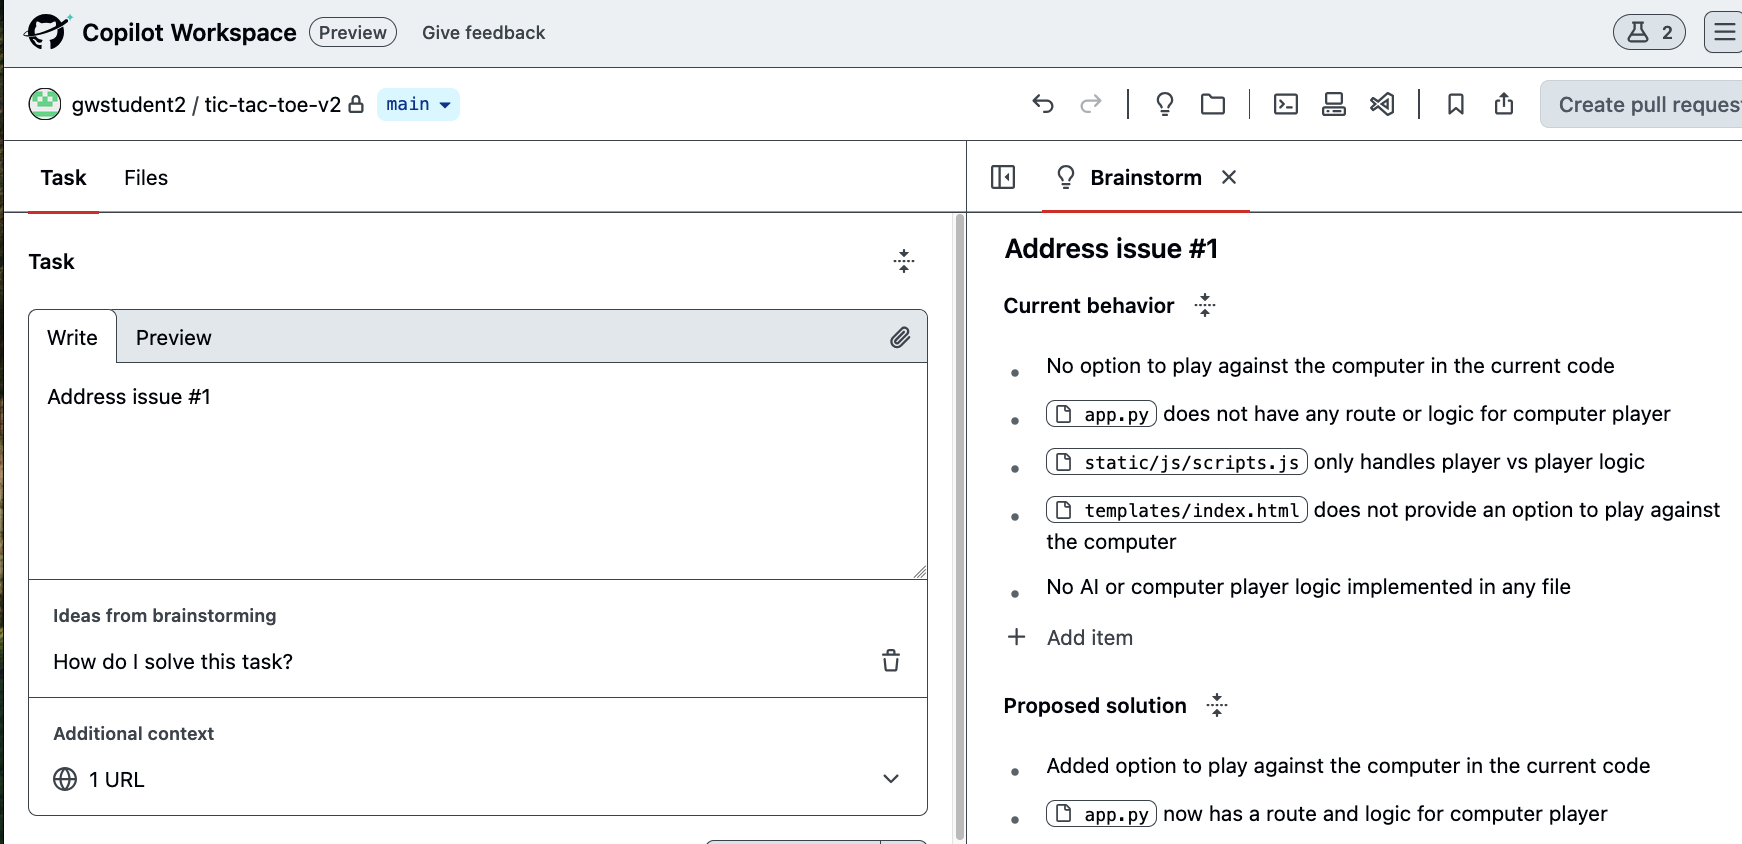 Copilot Workspace Preview Give feedback 2
gwstudent2 / tic-tac-toe-v2 main Create pull reques
Task Files
Task
Write Preview
Address issue #1
Ideas from brainstorming
How do I solve this task?
Additional context
1 URL
Brainstorm
Address issue #1
Current behavior
No option to play against the computer in the current code
app.py does not have any route or logic for computer player
static/js/scripts.js only handles player vs player logic
templates/index.html does not provide an option to play against
the computer
No AI or computer player logic implemented in any file
Add item
Proposed solution
Added option to play against the computer in the current code
app.py now has a route and logic for computer player